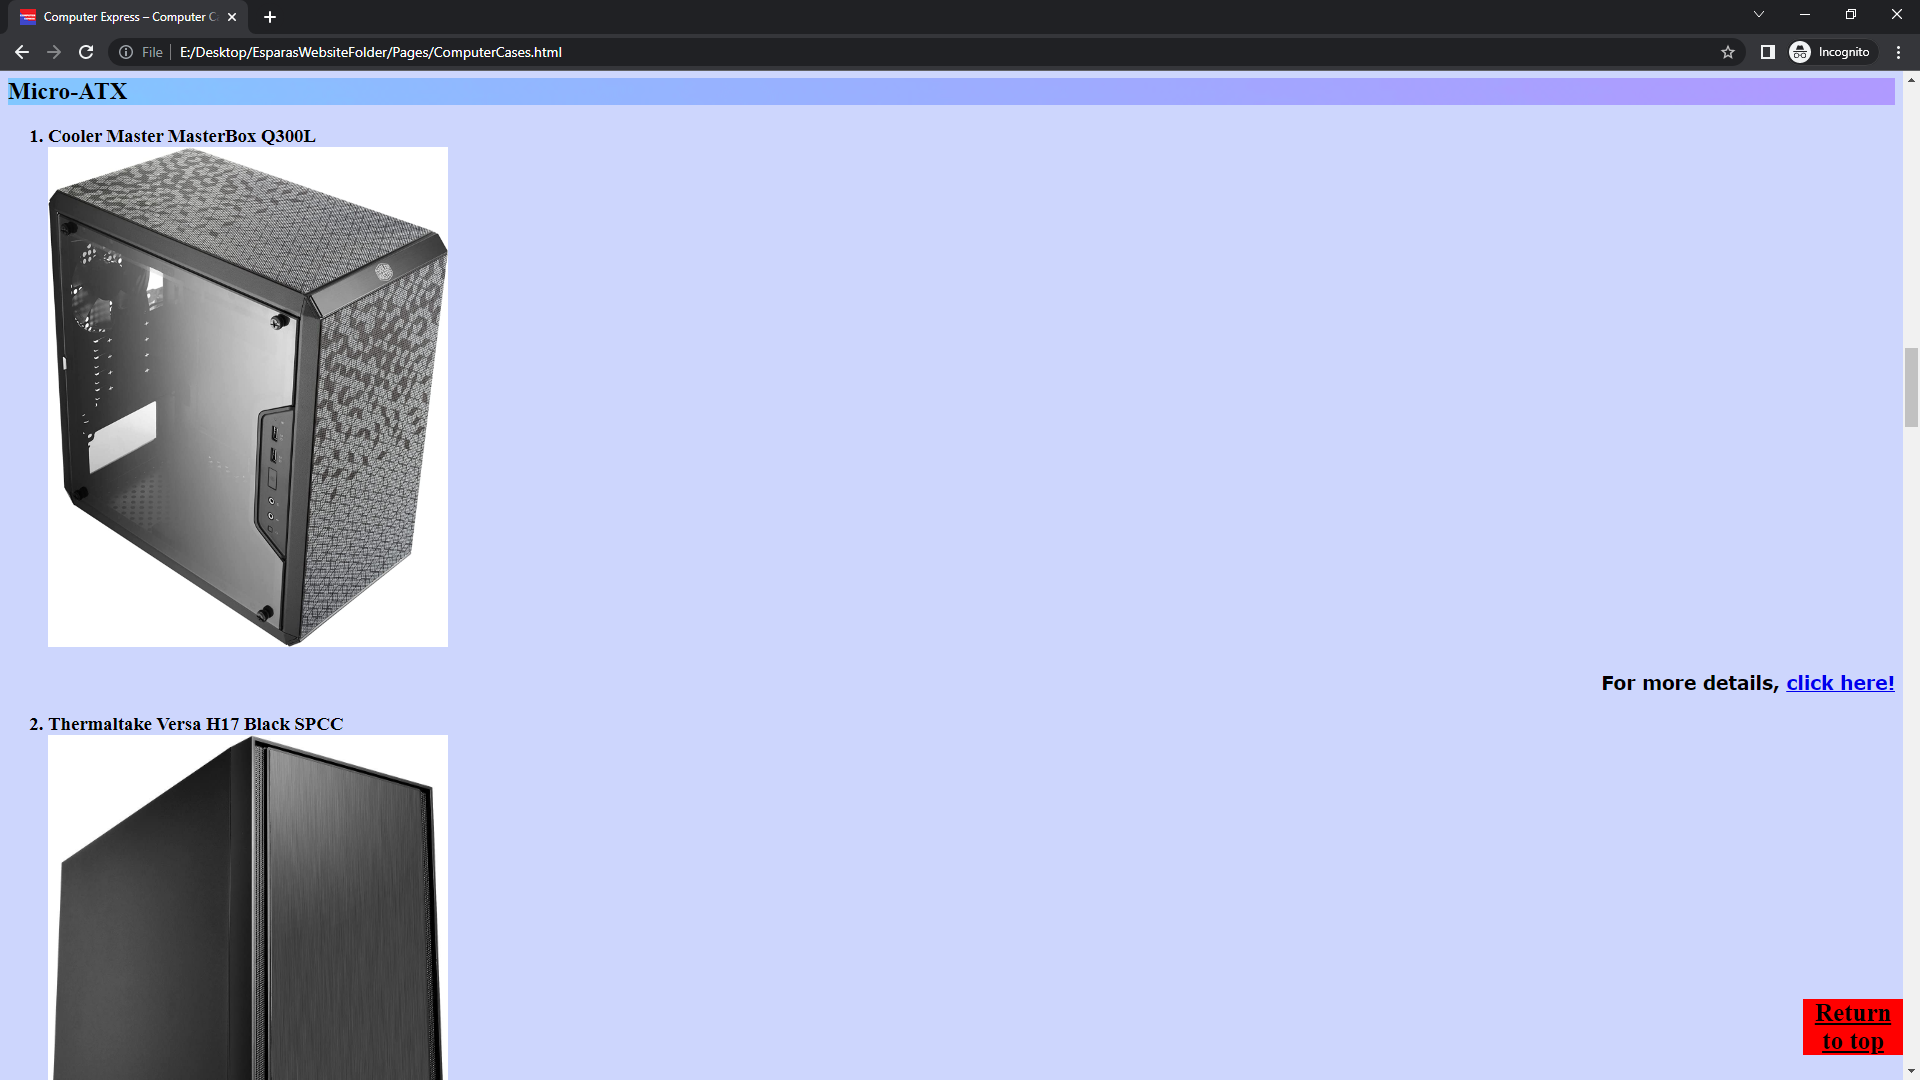 Computer Express – Computer C
File
E:/Desktop/EsparasWebsiteFolder/Pages/ComputerCases.html
Incognito
Micro-ATX
1. Cooler Master MasterBox Q300L
For more details, click here!
2. Thermaltake Versa H17 Black SPCC
Return
to top